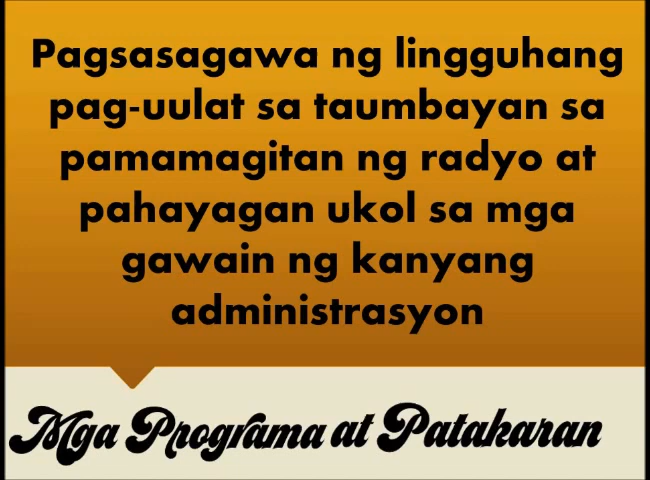 Pagsasagawa ng lingguhang
pag-uulat sa taumbayan sa
pamamagitan ng radyo at
pahayagan ukol sa mga
gawain ng kanyang
administrasyon
Mga Programa at Patakaran